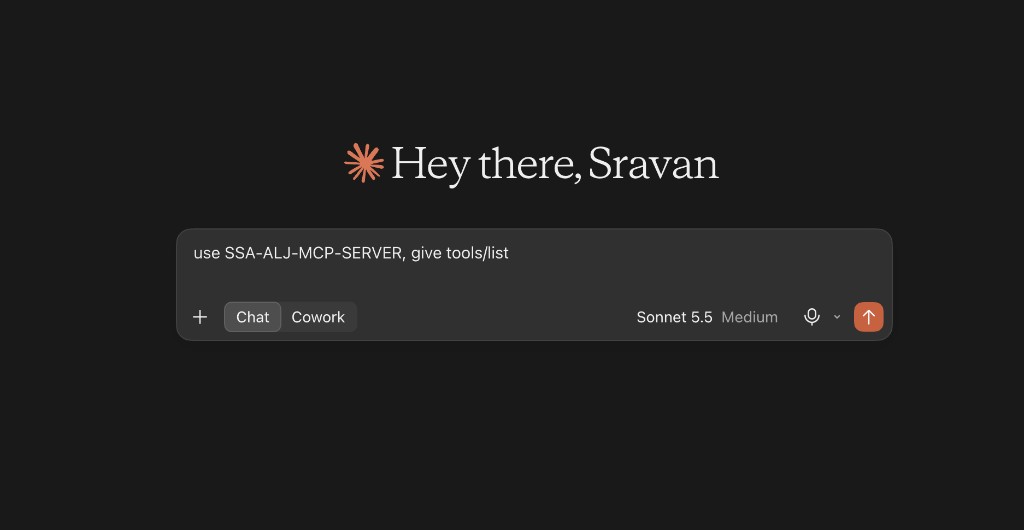 Hey there, Sravan
use SSA-ALJ-MCP-SERVER, give tools/list
Chat Cowork Sonnet 5.5 Medium